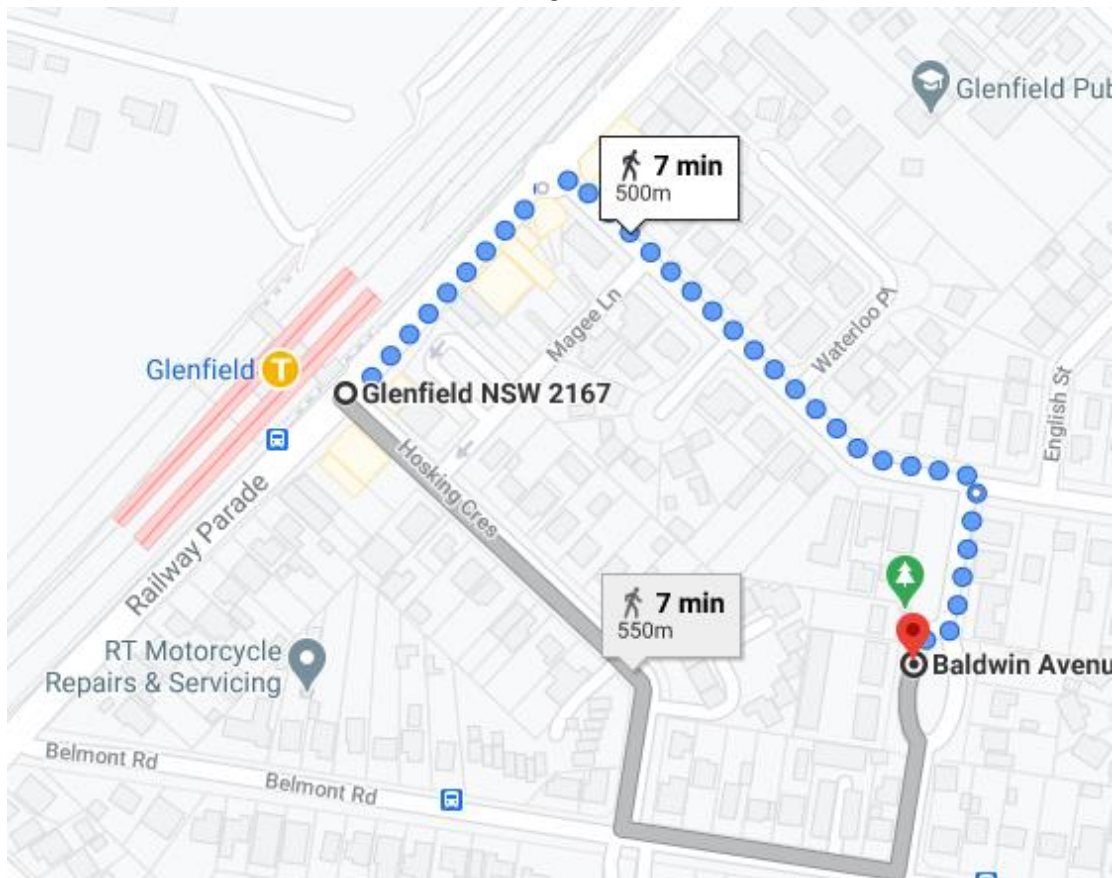 Glenfield Pub
7 min
500m
Magee Ln
Waterloo Pl
Glenfield
T
Glenfield NSW 2167
English St
Hosking Cres
Railway Parade
7 min
550m
RT Motorcycle
Repairs & Servicing
Baldwin Avenu
Belmont Rd
Belmont Rd